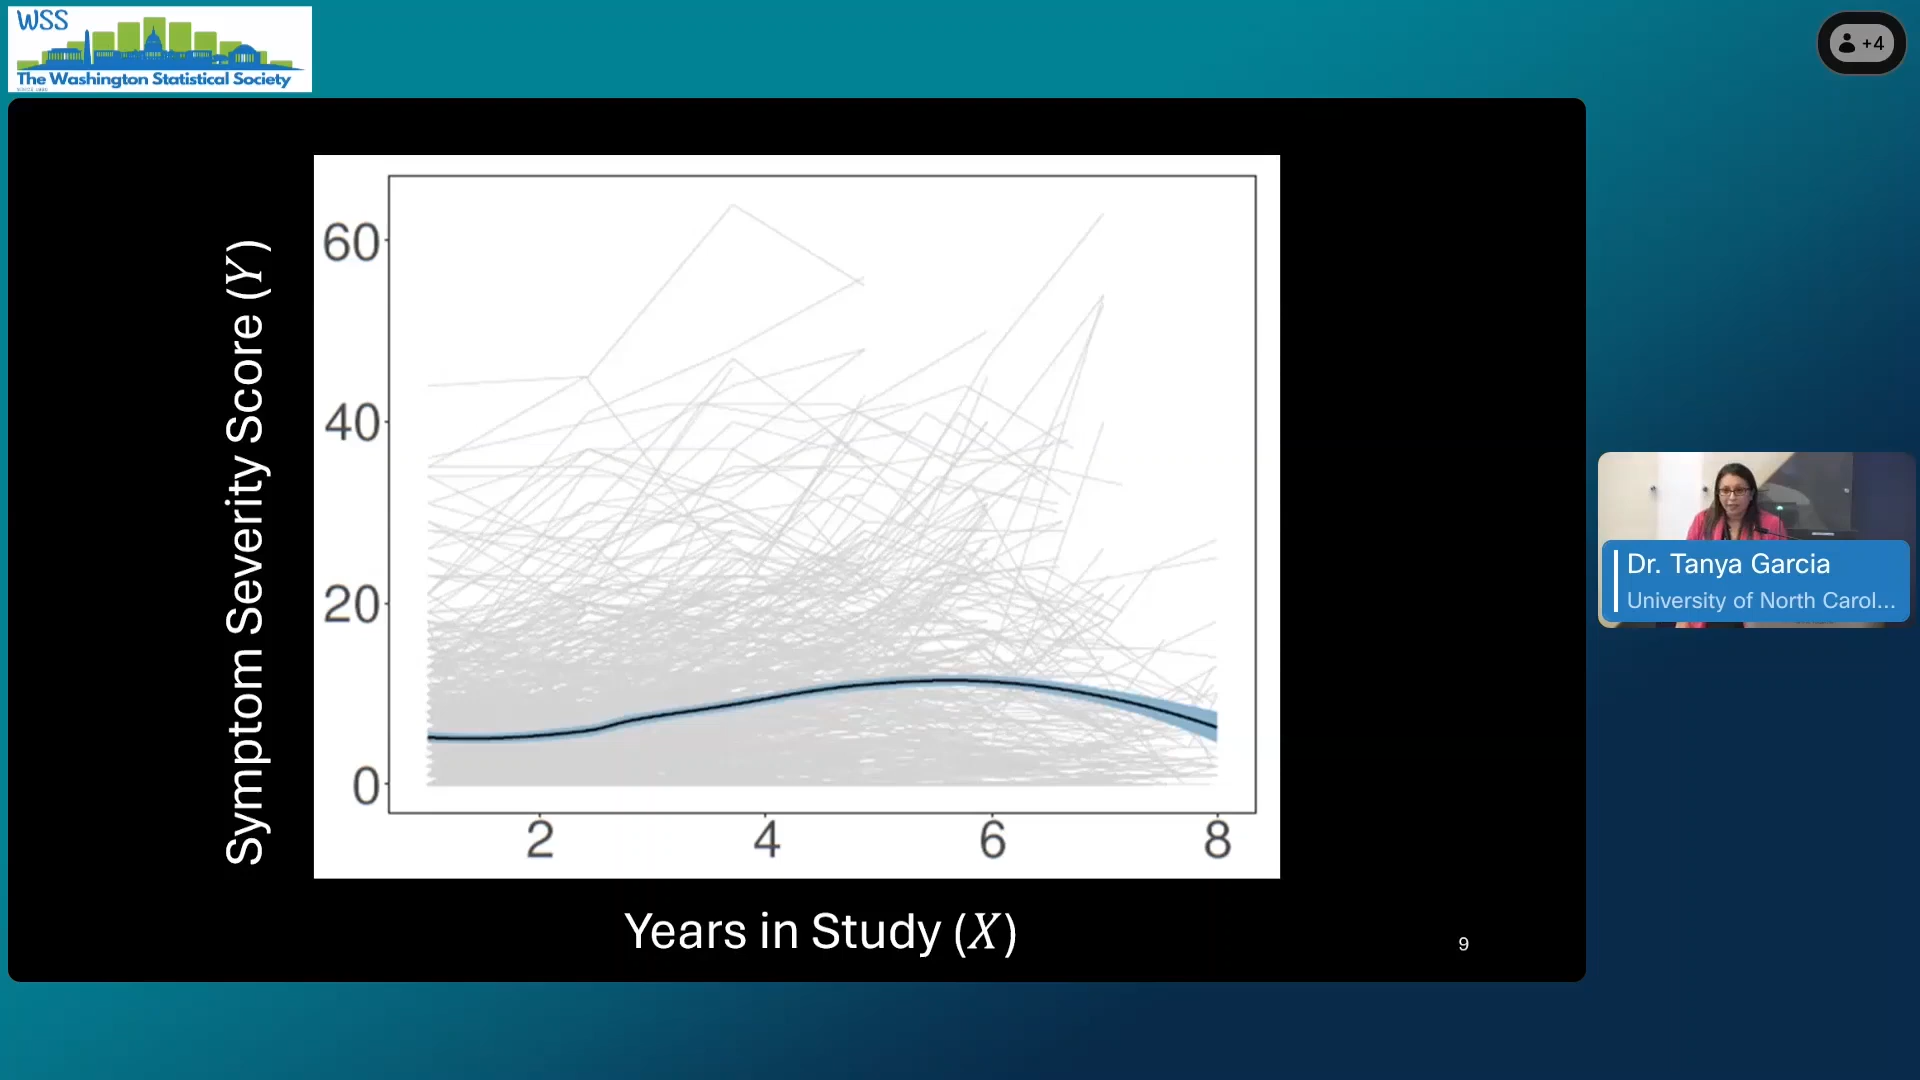 WSS
The Washington Statistical Society
+4
Symptom Severity Score (Y)
60
40
20
0
2 4 6 8
Years in Study (X)
9
Dr. Tanya Garcia
University of North Carol...